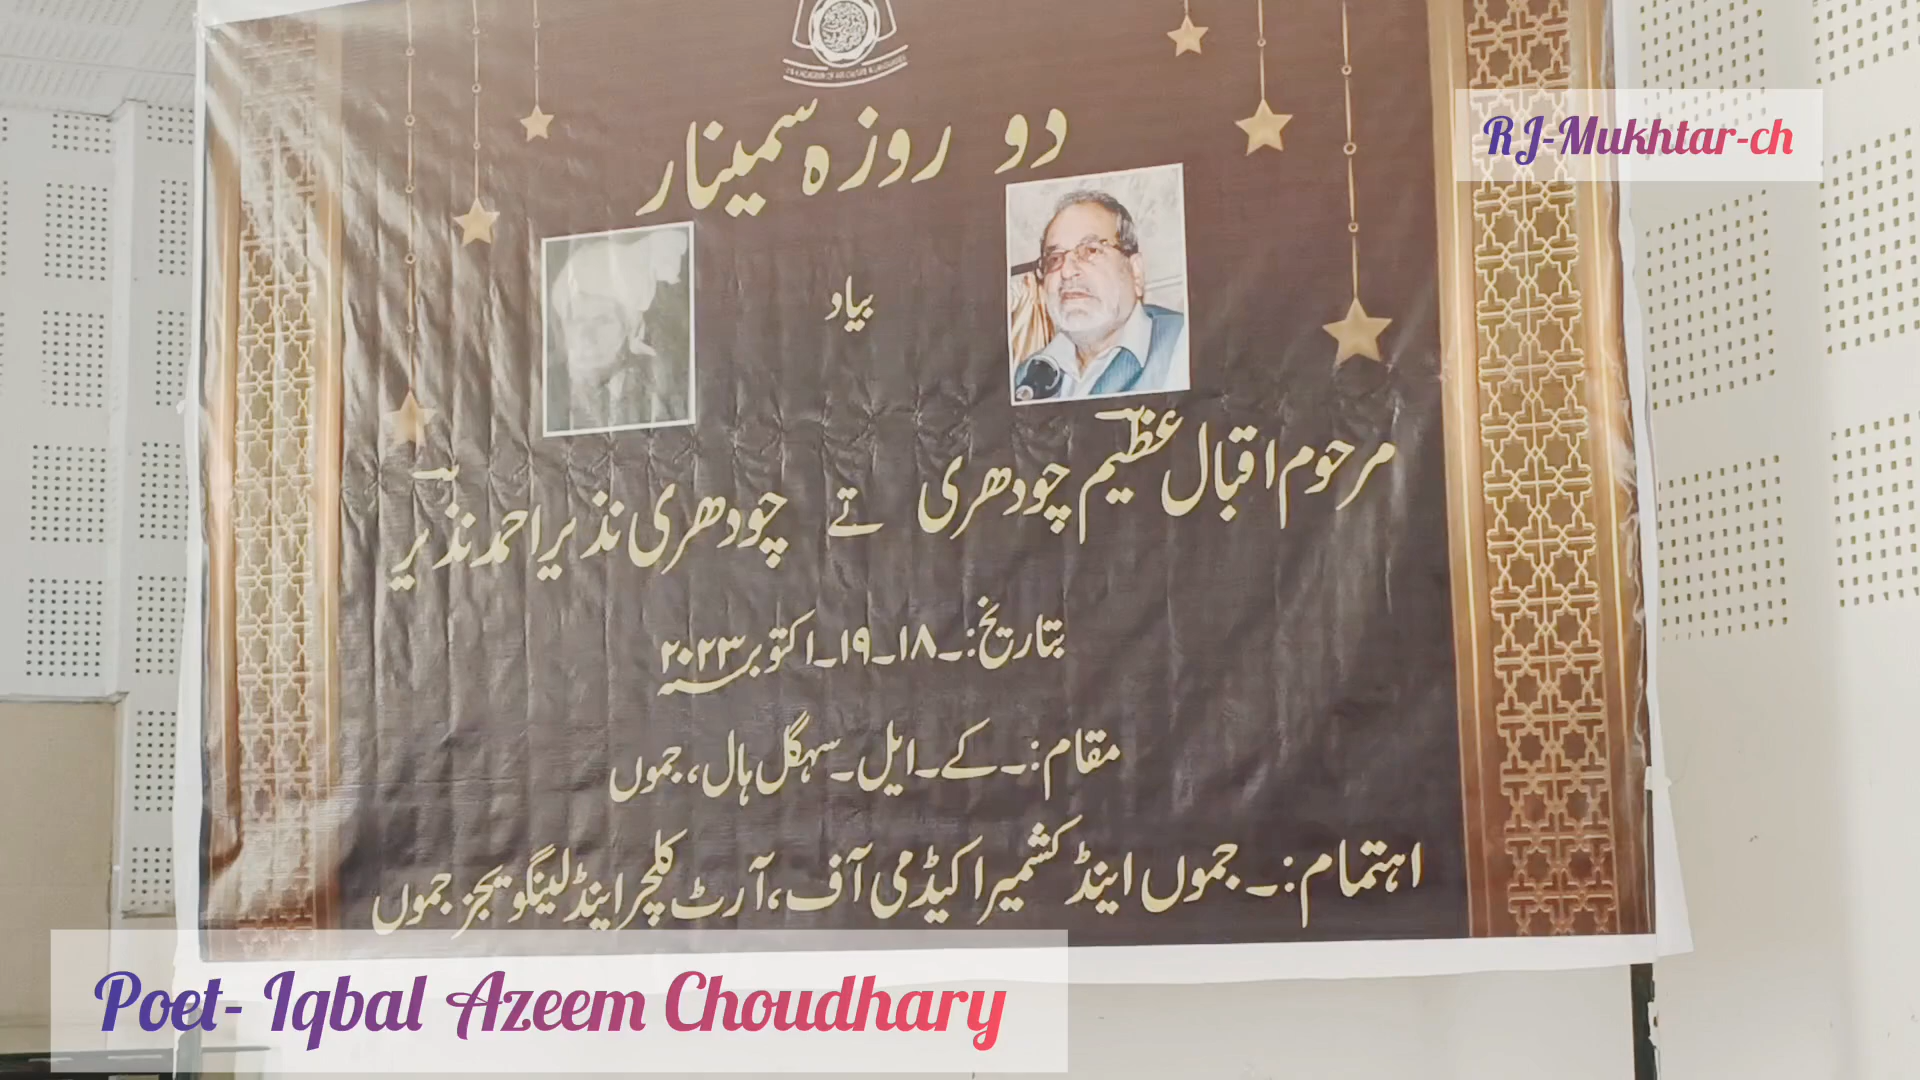 دو روزہ سمینار
RJ-Mukhtar-ch
بیاد
مرحوم اقبال عظیم چودھری تے چودھری نذیر احمد نذیر
بتاریخ:۔ ۱۸۔۱۹۔اکتوبر ۲۰۲۳
مقام:۔ کے۔ایل۔سہگل ہال، جموں
اہتمام:۔ جموں اینڈ کشمیر اکیڈمی آف، آرٹ کلچر اینڈ لینگویجز جموں
Poet- Iqbal Azeem Choudhary